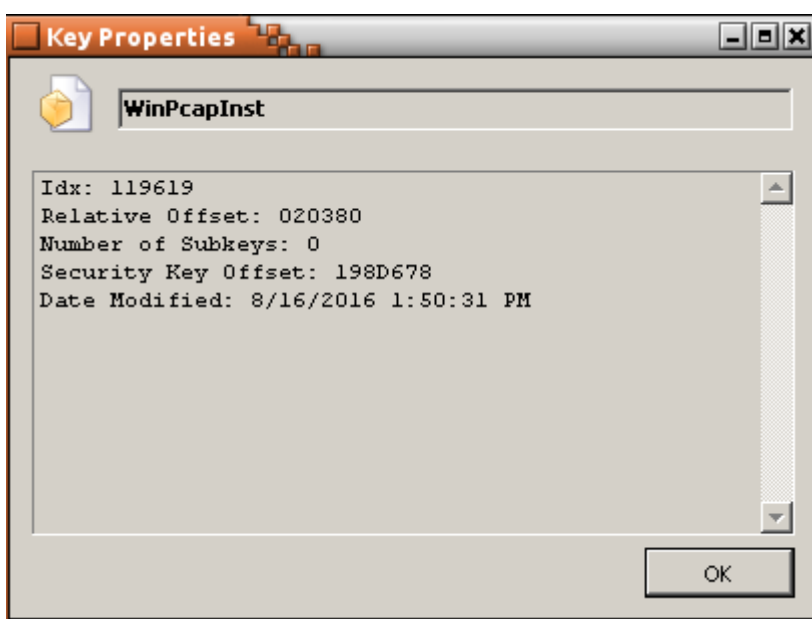 Key Properties
WinPcapInst
Idx: 119619
Relative Offset: 020380
Number of Subkeys: 0
Security Key Offset: 198D678
Date Modified: 8/16/2016 1:50:31 PM
OK